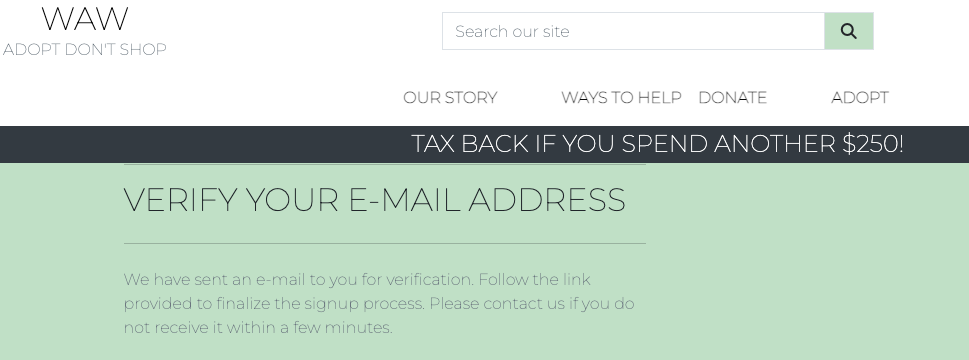 WAW
ADOPT DON'T SHOP
Search our site
OUR STORY WAYS TO HELP DONATE ADOPT
TAX BACK IF YOU SPEND ANOTHER $250!
VERIFY YOUR E-MAIL ADDRESS
We have sent an e-mail to you for verification. Follow the link
provided to finalize the signup process. Please contact us if you do
not receive it within a few minutes.